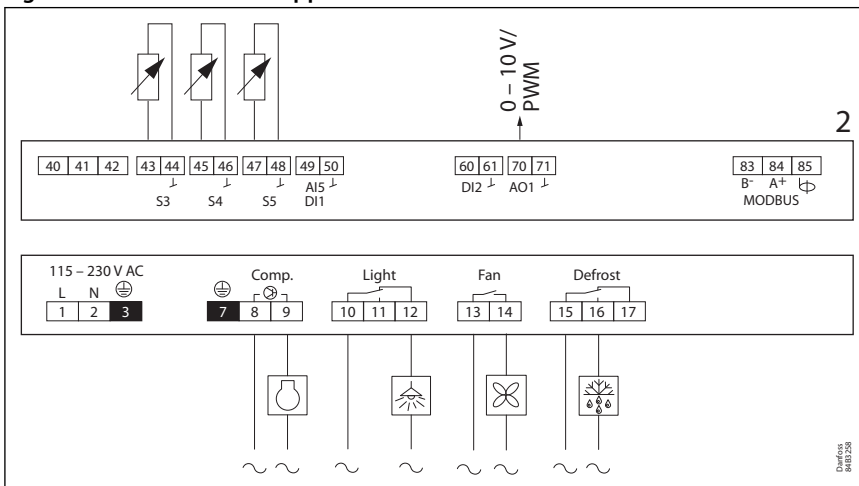 0 – 10 V/
PWM
2
40 41 42 43 44 45 46 47 48 49 50 60 61 70 71 83 84 85
S3 S4 S5 AI5 DI2 AO1 B- A+
DI1 MODBUS
115 – 230 V AC Comp. Light Fan Defrost
L N
1 2 3 7 8 9 10 11 12 13 14 15 16 17
Danfoss
84B3258